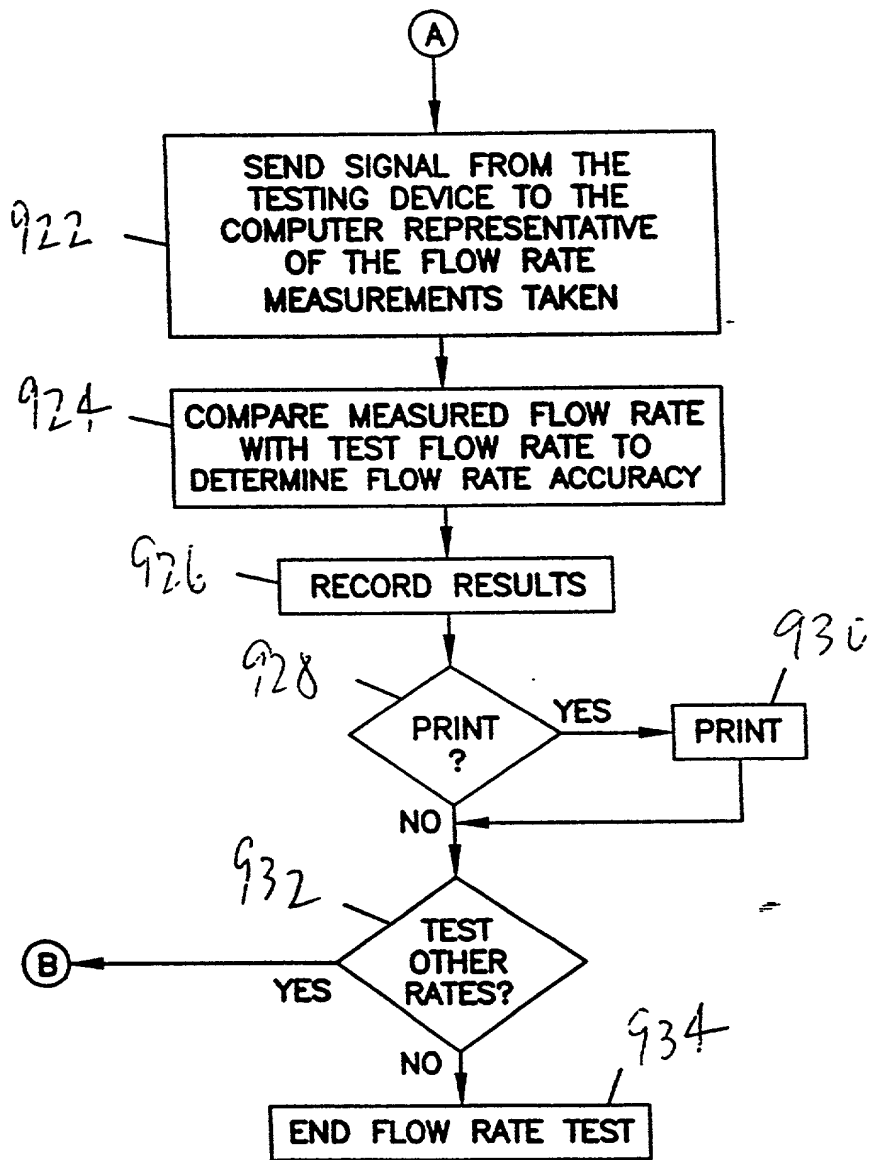 A
922
SEND SIGNAL FROM THE
TESTING DEVICE TO THE
COMPUTER REPRESENTATIVE
OF THE FLOW RATE
MEASUREMENTS TAKEN
924
COMPARE MEASURED FLOW RATE
WITH TEST FLOW RATE TO
DETERMINE FLOW RATE ACCURACY
926
RECORD RESULTS
928
PRINT
?
YES
930
PRINT
NO
932
TEST
OTHER
RATES?
B
YES
NO
934
END FLOW RATE TEST